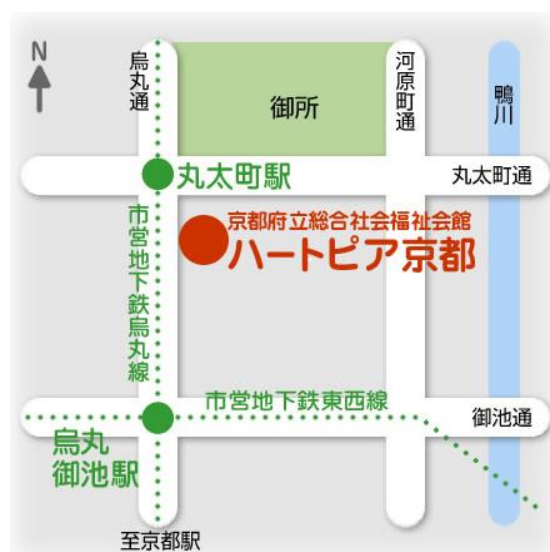 N
烏丸通
御所
河原町通
鴨川
丸太町駅
丸太町通
京都府立総合社会福祉会館
ハートピア京都
市営地下鉄烏丸線
市営地下鉄東西線
御池通
烏丸
御池駅
至京都駅